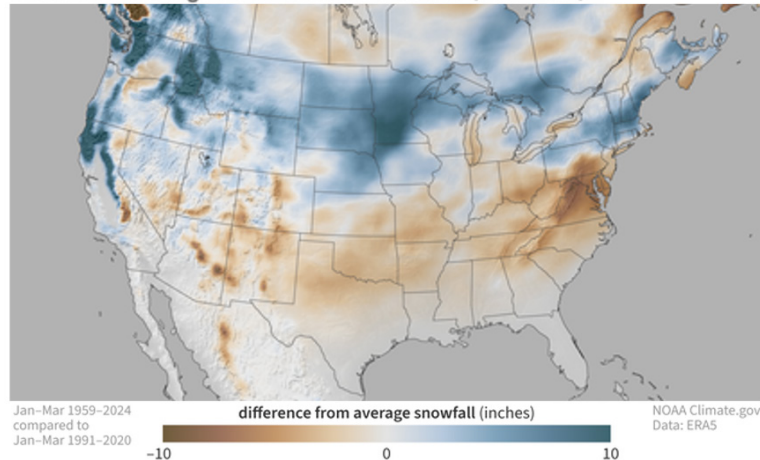 Jan–Mar 1959–2024
compared to
Jan–Mar 1991–2020
difference from average snowfall (inches)
NOAA Climate.gov
Data: ERA5
–10
0
10